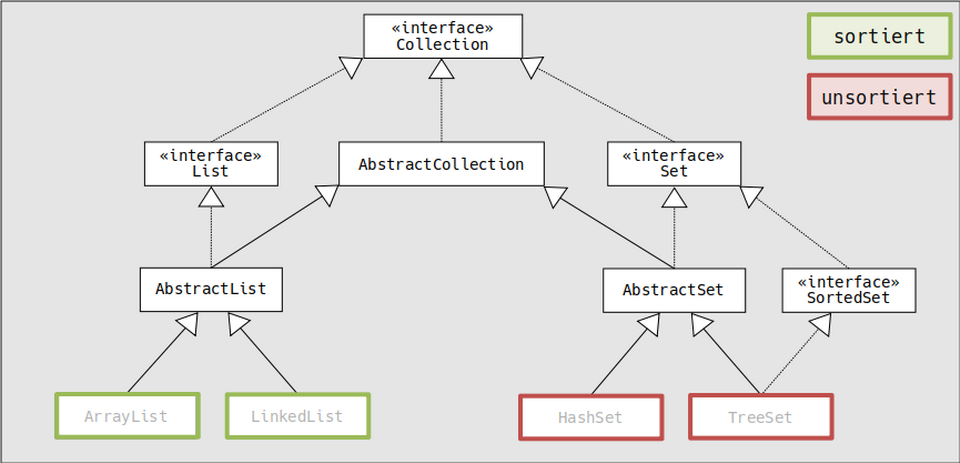 «interface»
Collection
sortiert
unsortiert
«interface»
List
AbstractCollection
«interface»
Set
AbstractList
AbstractSet
«interface»
SortedSet
ArrayList
LinkedList
HashSet
TreeSet